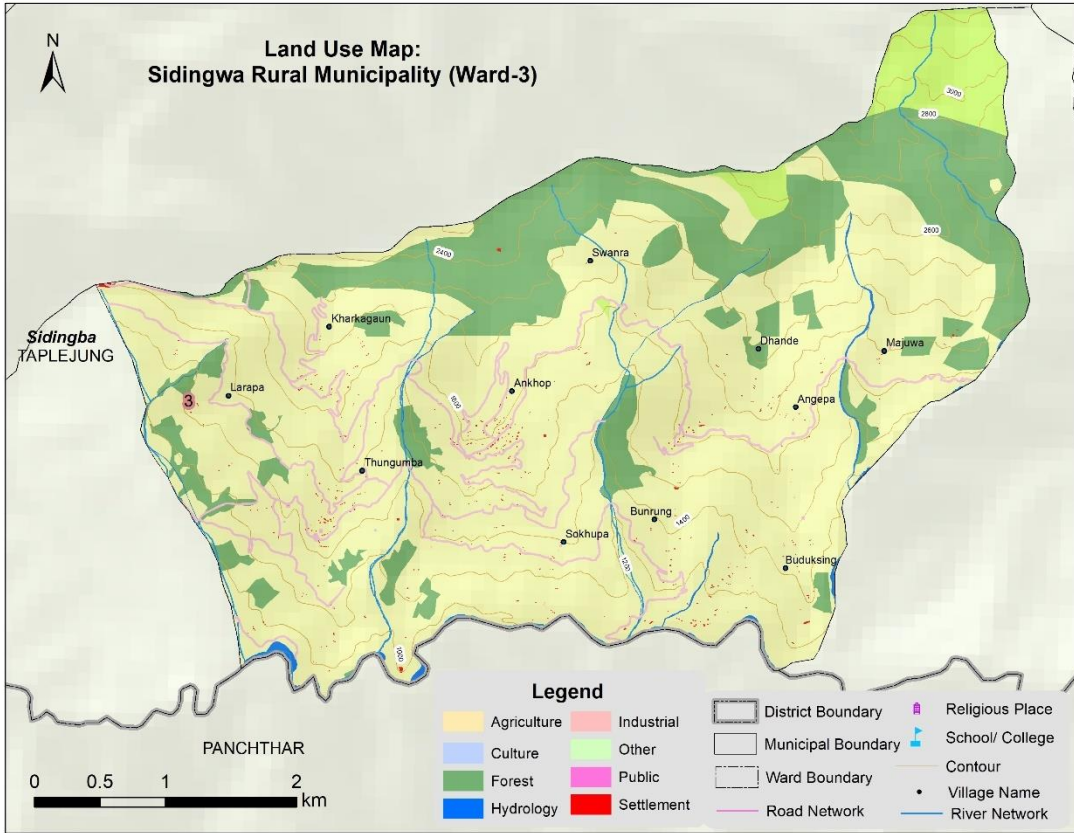 Land Use Map:
Sidingwa Rural Municipality (Ward-3)
N
3000
2800
2600
2400
Swanra
Kharkagaun
Sidingba
TAPLEJUNG
Dhande
Majuwa
3
Larapa
Ankhop
1800
Angepa
Thungumba
Bunrung
1400
Sokhupa
1200
Buduksing
1000
PANCHTHAR
0 0.5 1 2
km
Legend
Agriculture
Culture
Forest
Hydrology
Industrial
Other
Public
Settlement
District Boundary
Municipal Boundary
Ward Boundary
Road Network
Religious Place
School/ College
Contour
Village Name
River Network